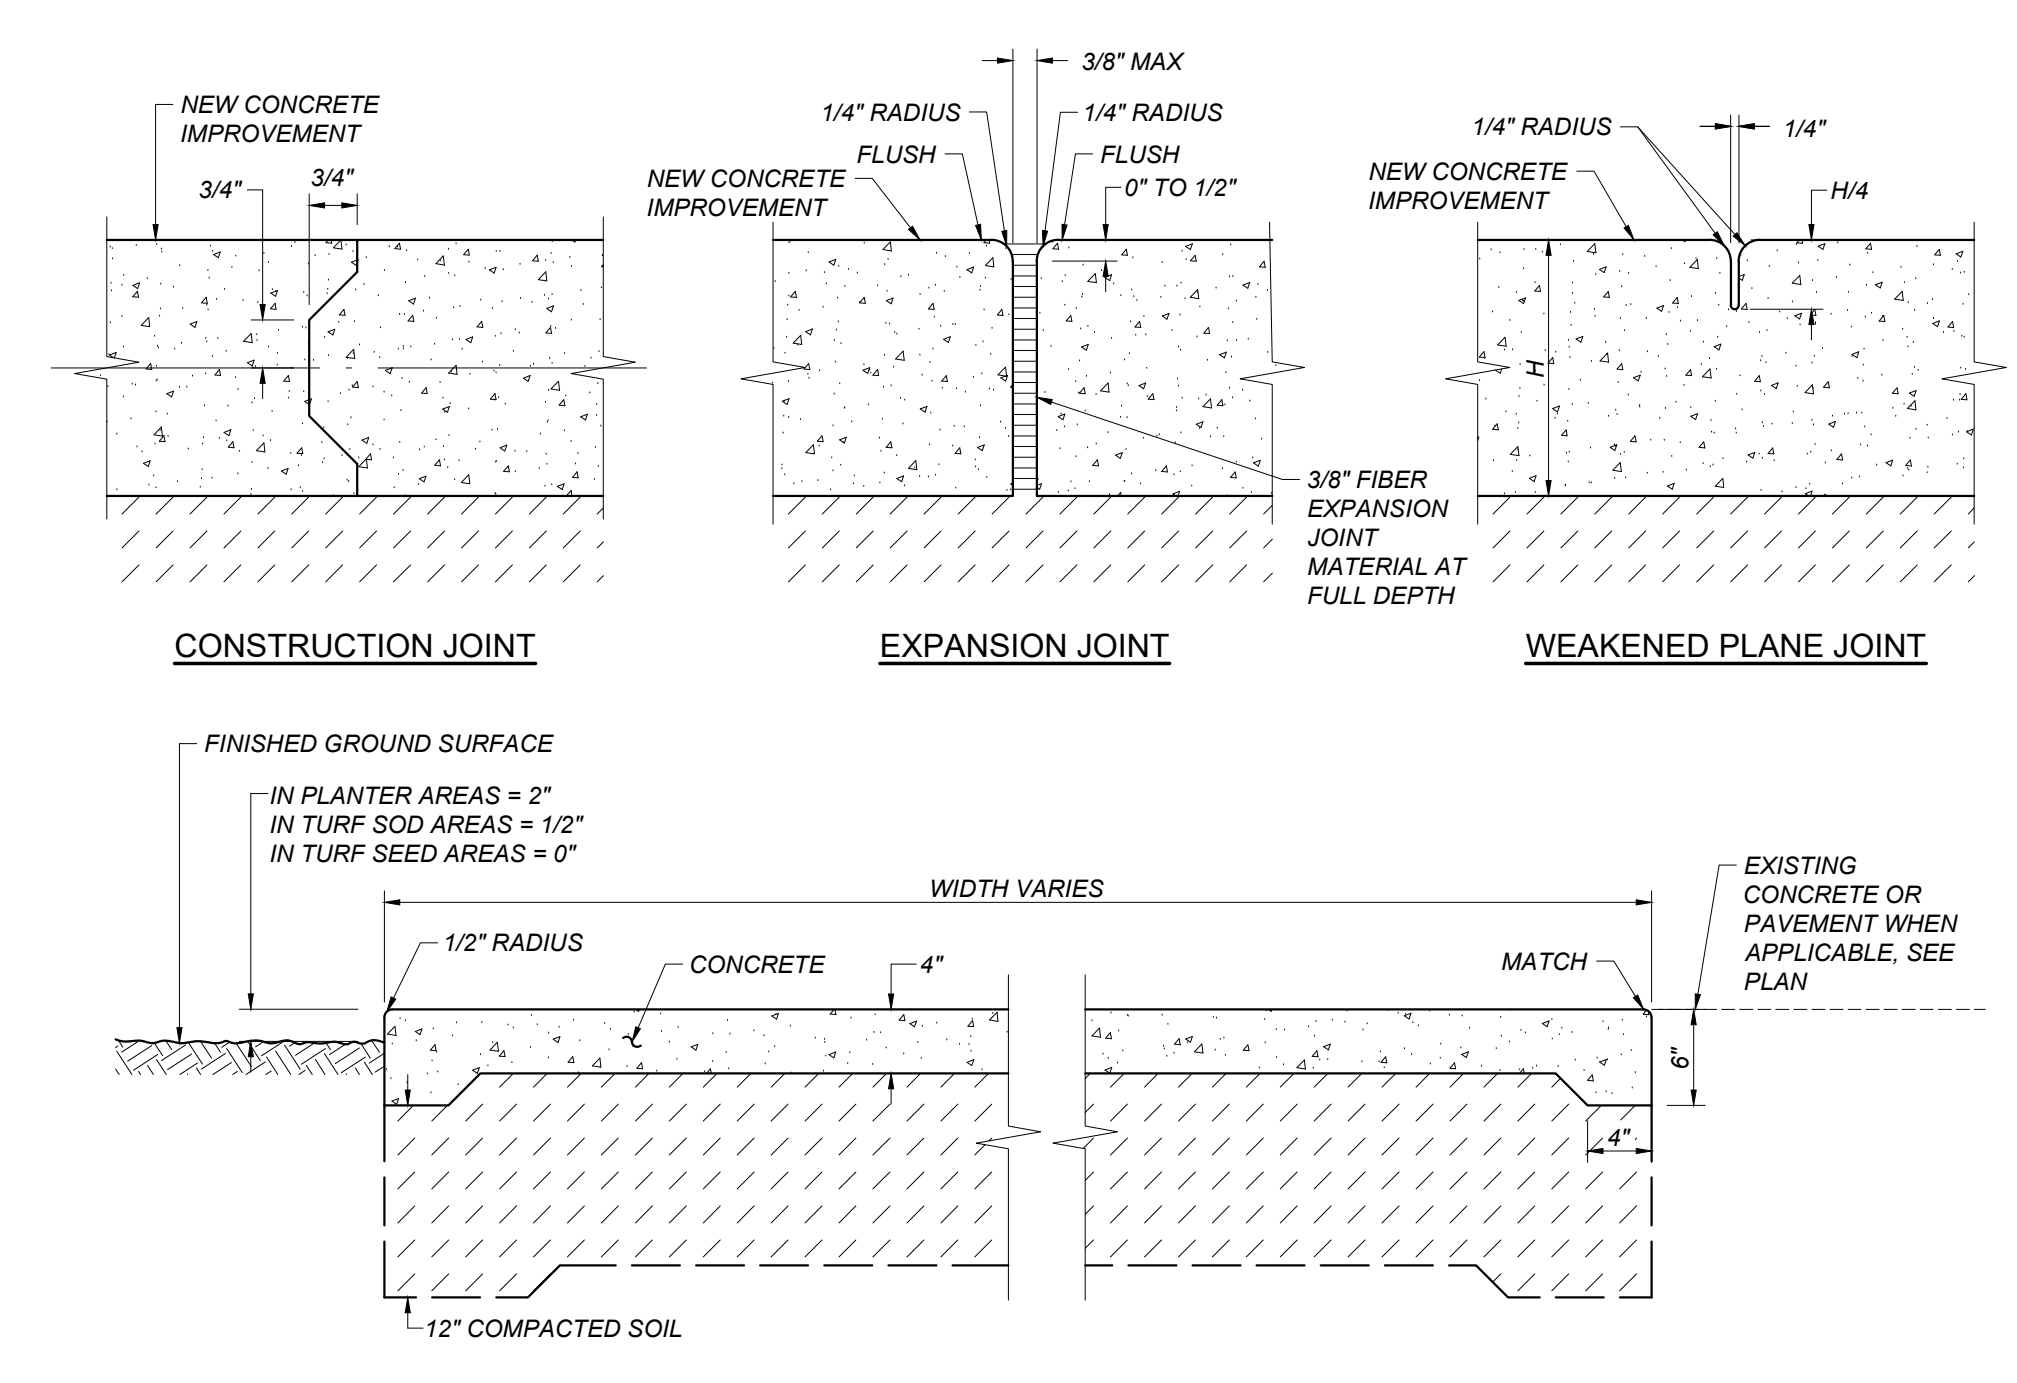 NEW CONCRETE
IMPROVEMENT
3/4"
3/4"
CONSTRUCTION JOINT
3/8" MAX
1/4" RADIUS
1/4" RADIUS
FLUSH
FLUSH
NEW CONCRETE
IMPROVEMENT
0" TO 1/2"
3/8" FIBER
EXPANSION
JOINT
MATERIAL AT
FULL DEPTH
EXPANSION JOINT
1/4" RADIUS
1/4"
NEW CONCRETE
IMPROVEMENT
H/4
H
WEAKENED PLANE JOINT
FINISHED GROUND SURFACE
IN PLANTER AREAS = 2"
IN TURF SOD AREAS = 1/2"
IN TURF SEED AREAS = 0"
WIDTH VARIES
EXISTING
CONCRETE OR
PAVEMENT WHEN
APPLICABLE, SEE
PLAN
1/2" RADIUS
CONCRETE
4"
MATCH
6"
4"
12" COMPACTED SOIL